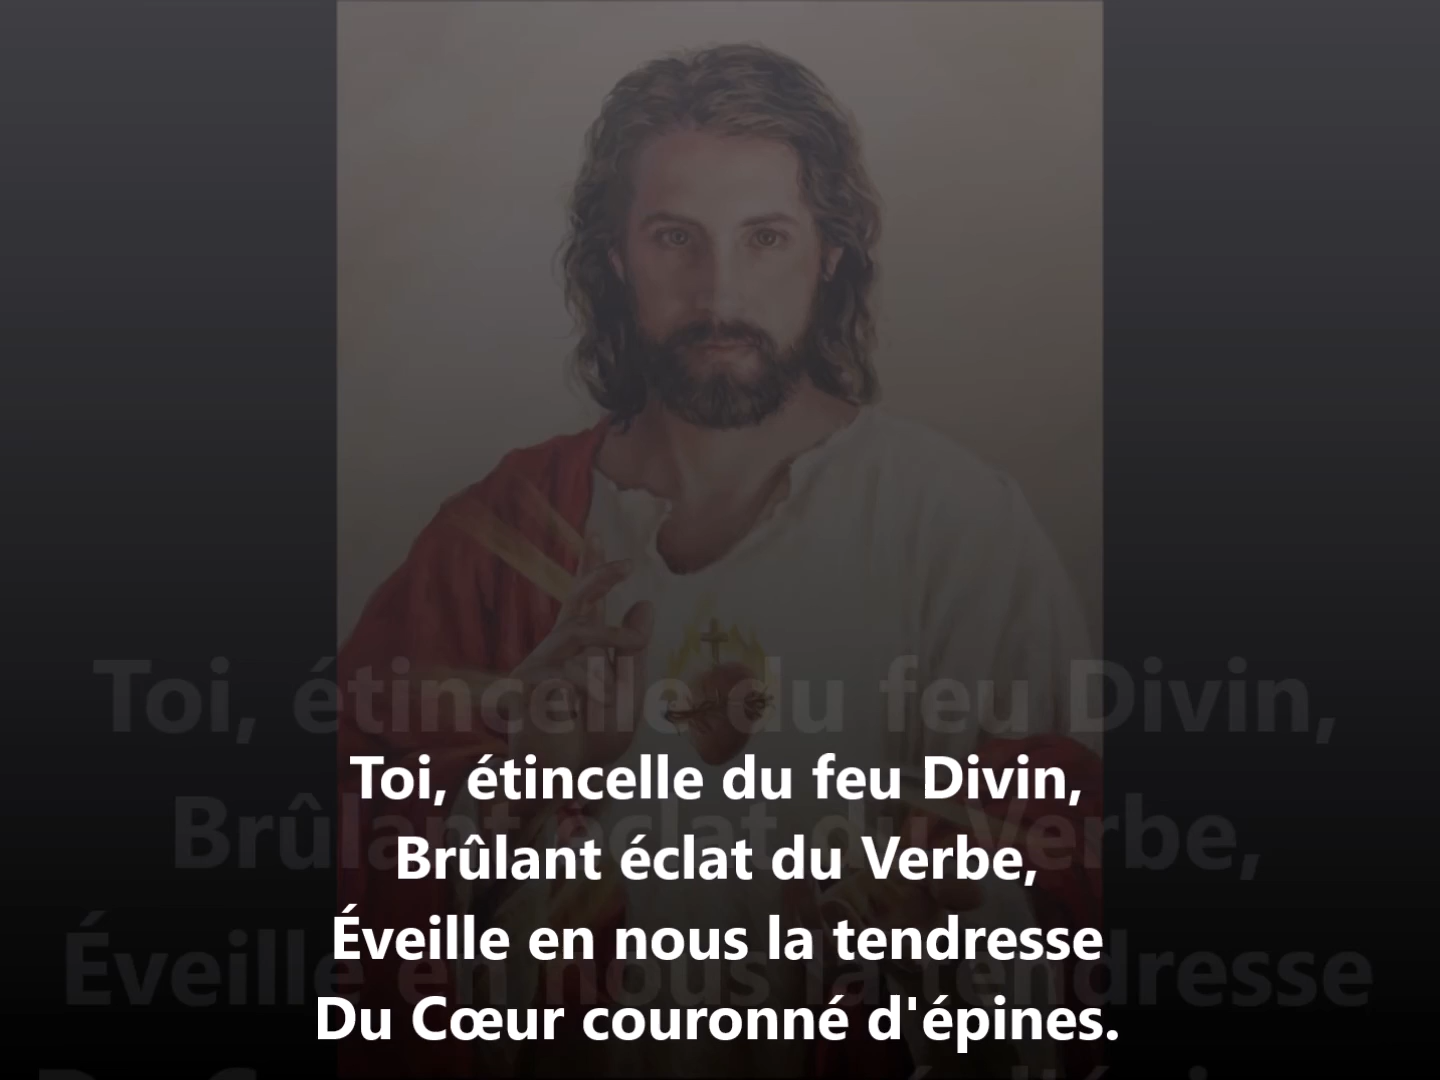 Toi, étincelle du feu Divin,
Brûlant éclat du Verbe,
Éveille en nous la tendresse
Du Cœur couronné d'épines.